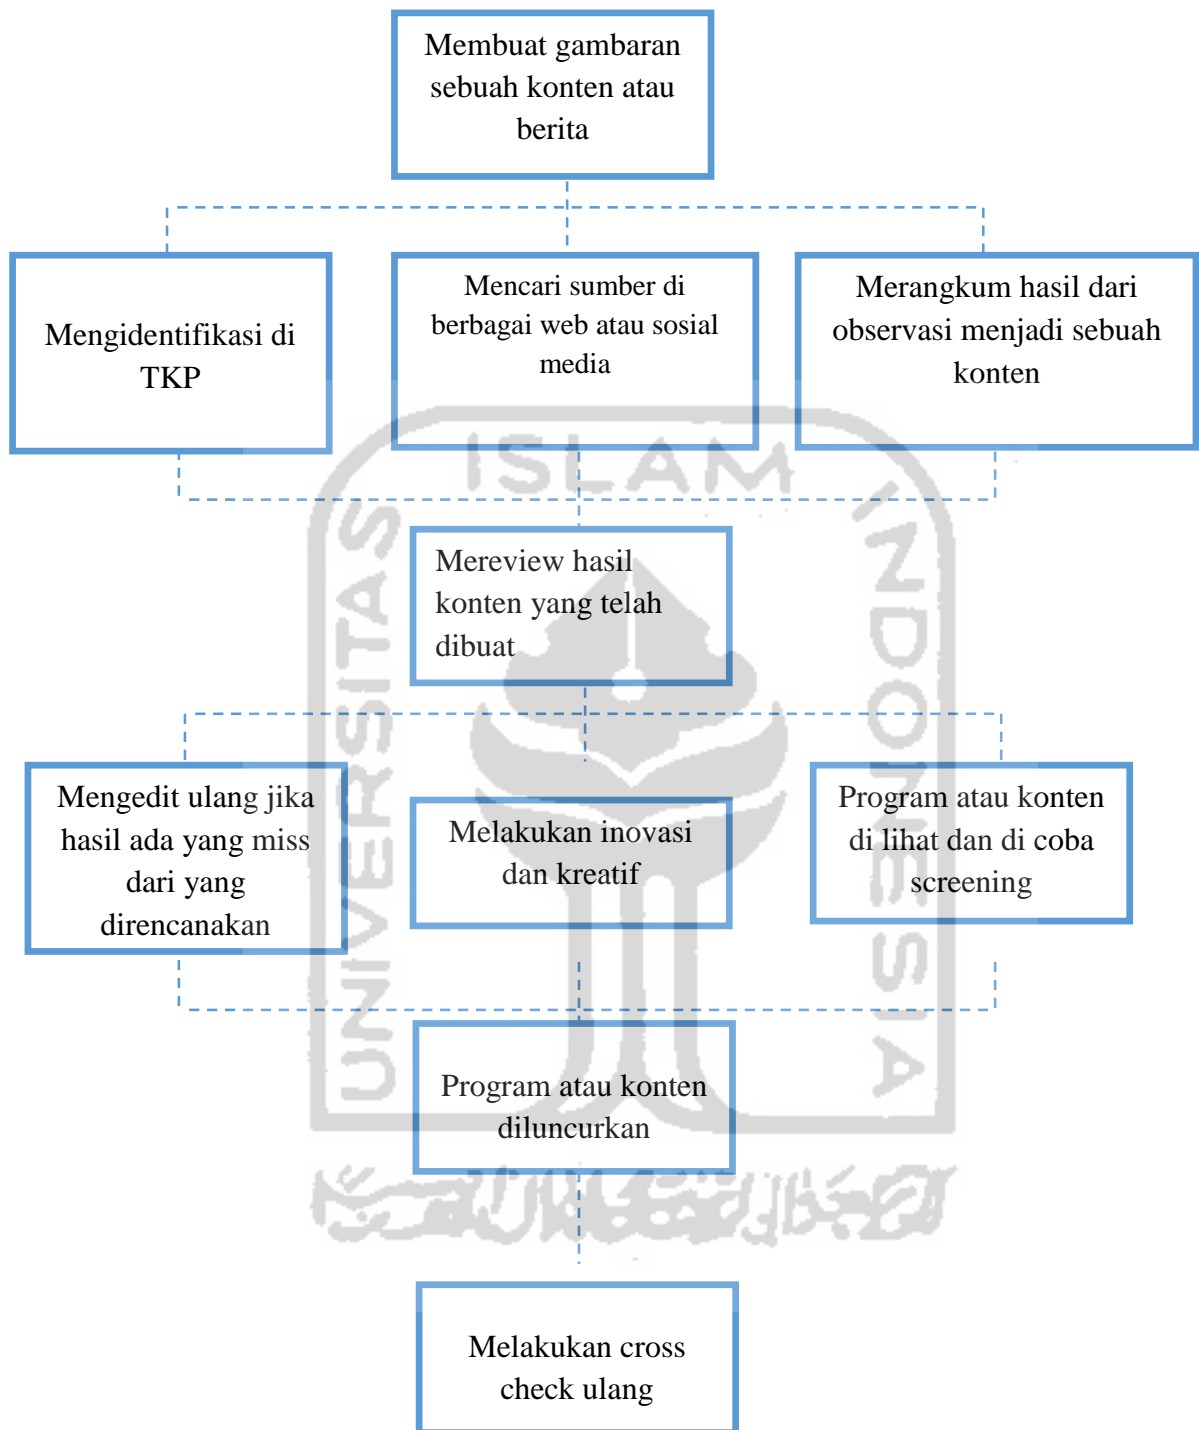 Membuat gambaran
sebuah konten atau
berita
Mengidentifikasi di
TKP
Mencari sumber di
berbagai web atau sosial
media
Merangkum hasil dari
observasi menjadi sebuah
konten
ISLAM
UNIVERSITAS
INDONESIA
Mereview hasil
konten yang telah
dibuat
Mengedit ulang jika
hasil ada yang miss
dari yang
direncanakan
Melakukan inovasi
dan kreatif
Program atau konten
di lihat dan di coba
screening
Program atau konten
diluncurkan
Melakukan cross
check ulang